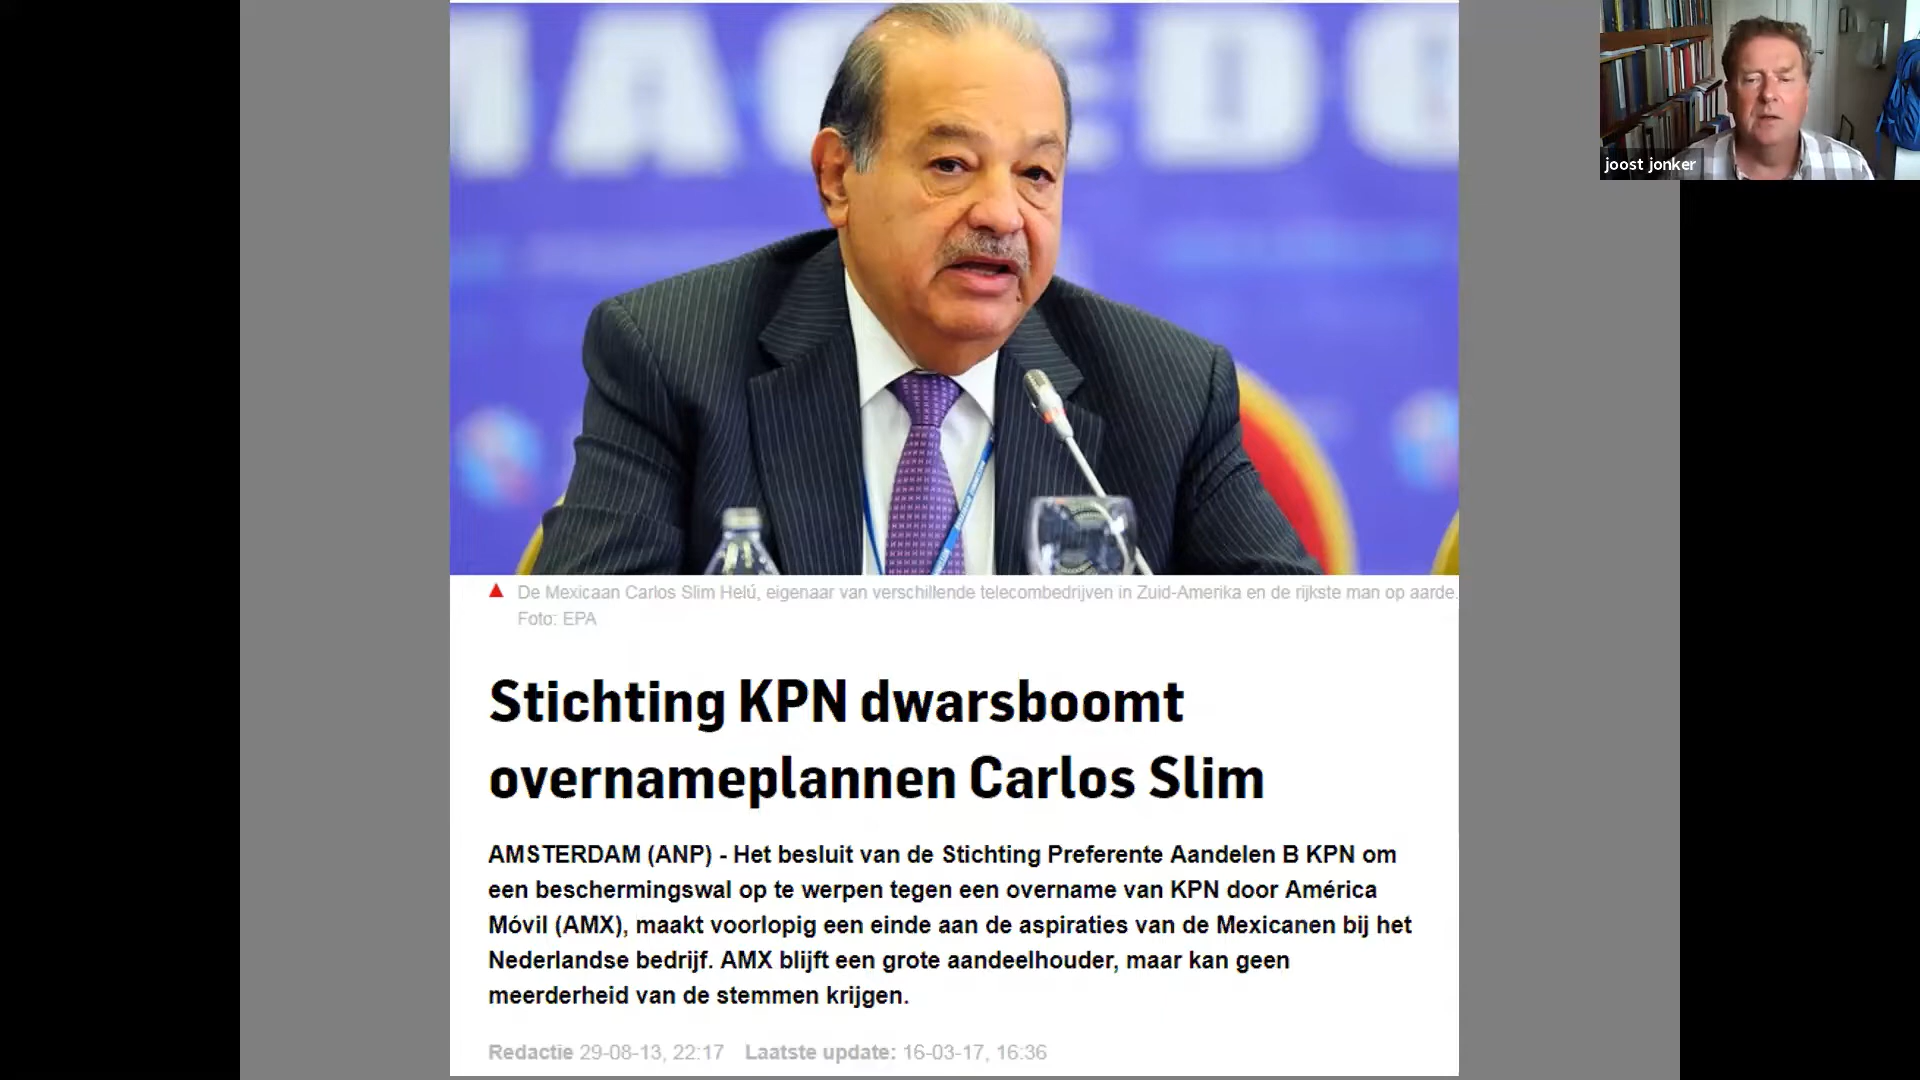 MACEDO
joost jonker
De Mexicaan Carlos Slim Helú, eigenaar van verschillende telecombedrijven in Zuid-Amerika en de rijkste man op aarde.
Foto: EPA
Stichting KPN dwarsboomt
overnameplannen Carlos Slim
AMSTERDAM (ANP) - Het besluit van de Stichting Preferente Aandelen B KPN om
een beschermingswal op te werpen tegen een overname van KPN door América
Móvil (AMX), maakt voorlopig een einde aan de aspiraties van de Mexicanen bij het
Nederlandse bedrijf. AMX blijft een grote aandeelhouder, maar kan geen
meerderheid van de stemmen krijgen.
Redactie 29-08-13, 22:17 Laatste update: 16-03-17, 16:36